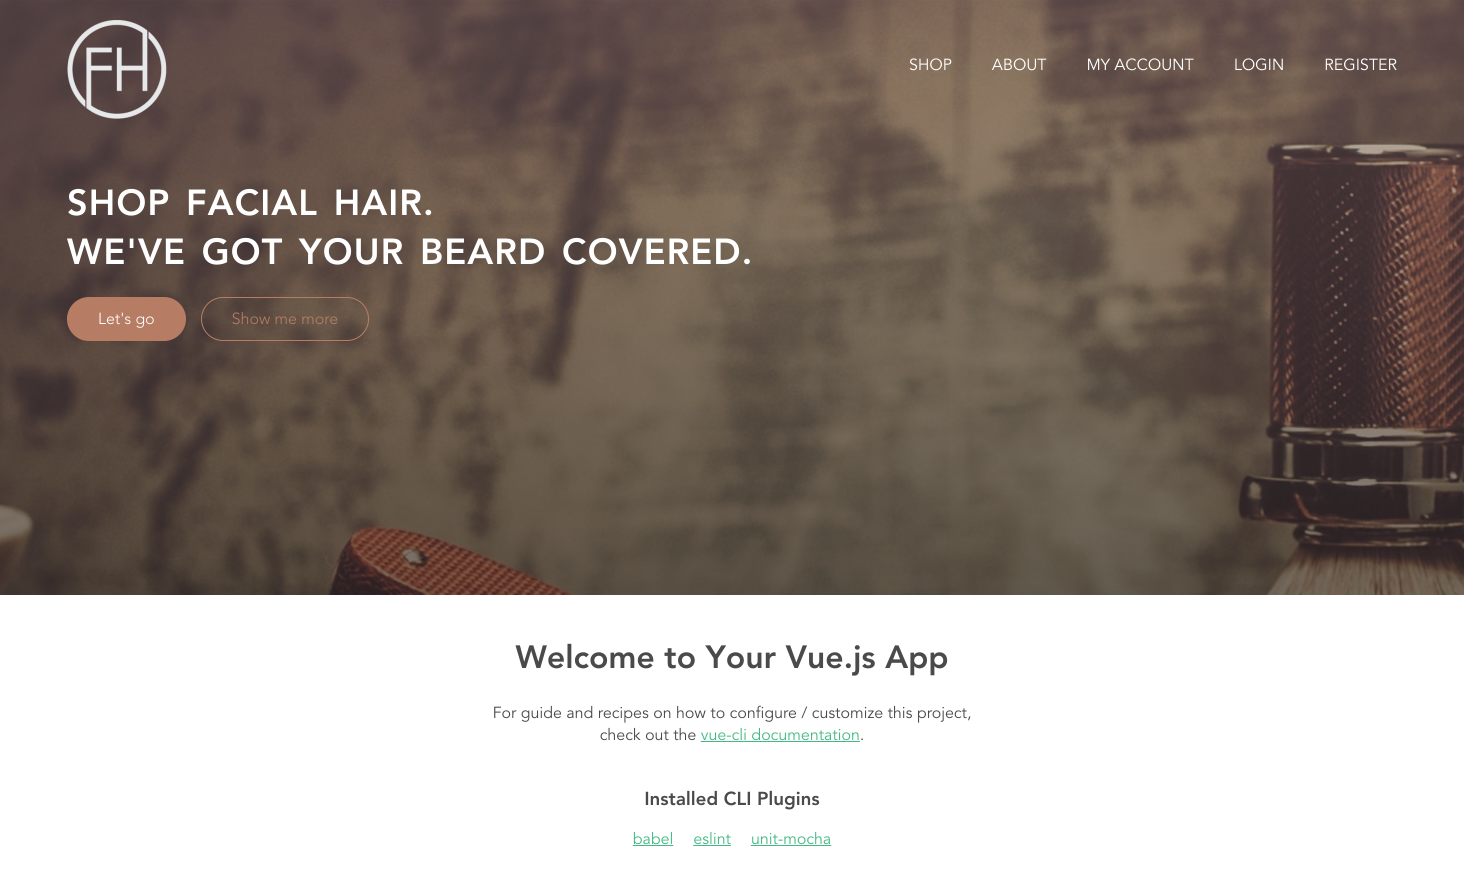 FH
SHOP ABOUT MY ACCOUNT LOGIN REGISTER
SHOP FACIAL HAIR.
WE'VE GOT YOUR BEARD COVERED.
Let's go Show me more
Welcome to Your Vue.js App
For guide and recipes on how to configure / customize this project,
check out the vue-cli documentation.
Installed CLI Plugins
babel eslint unit-mocha